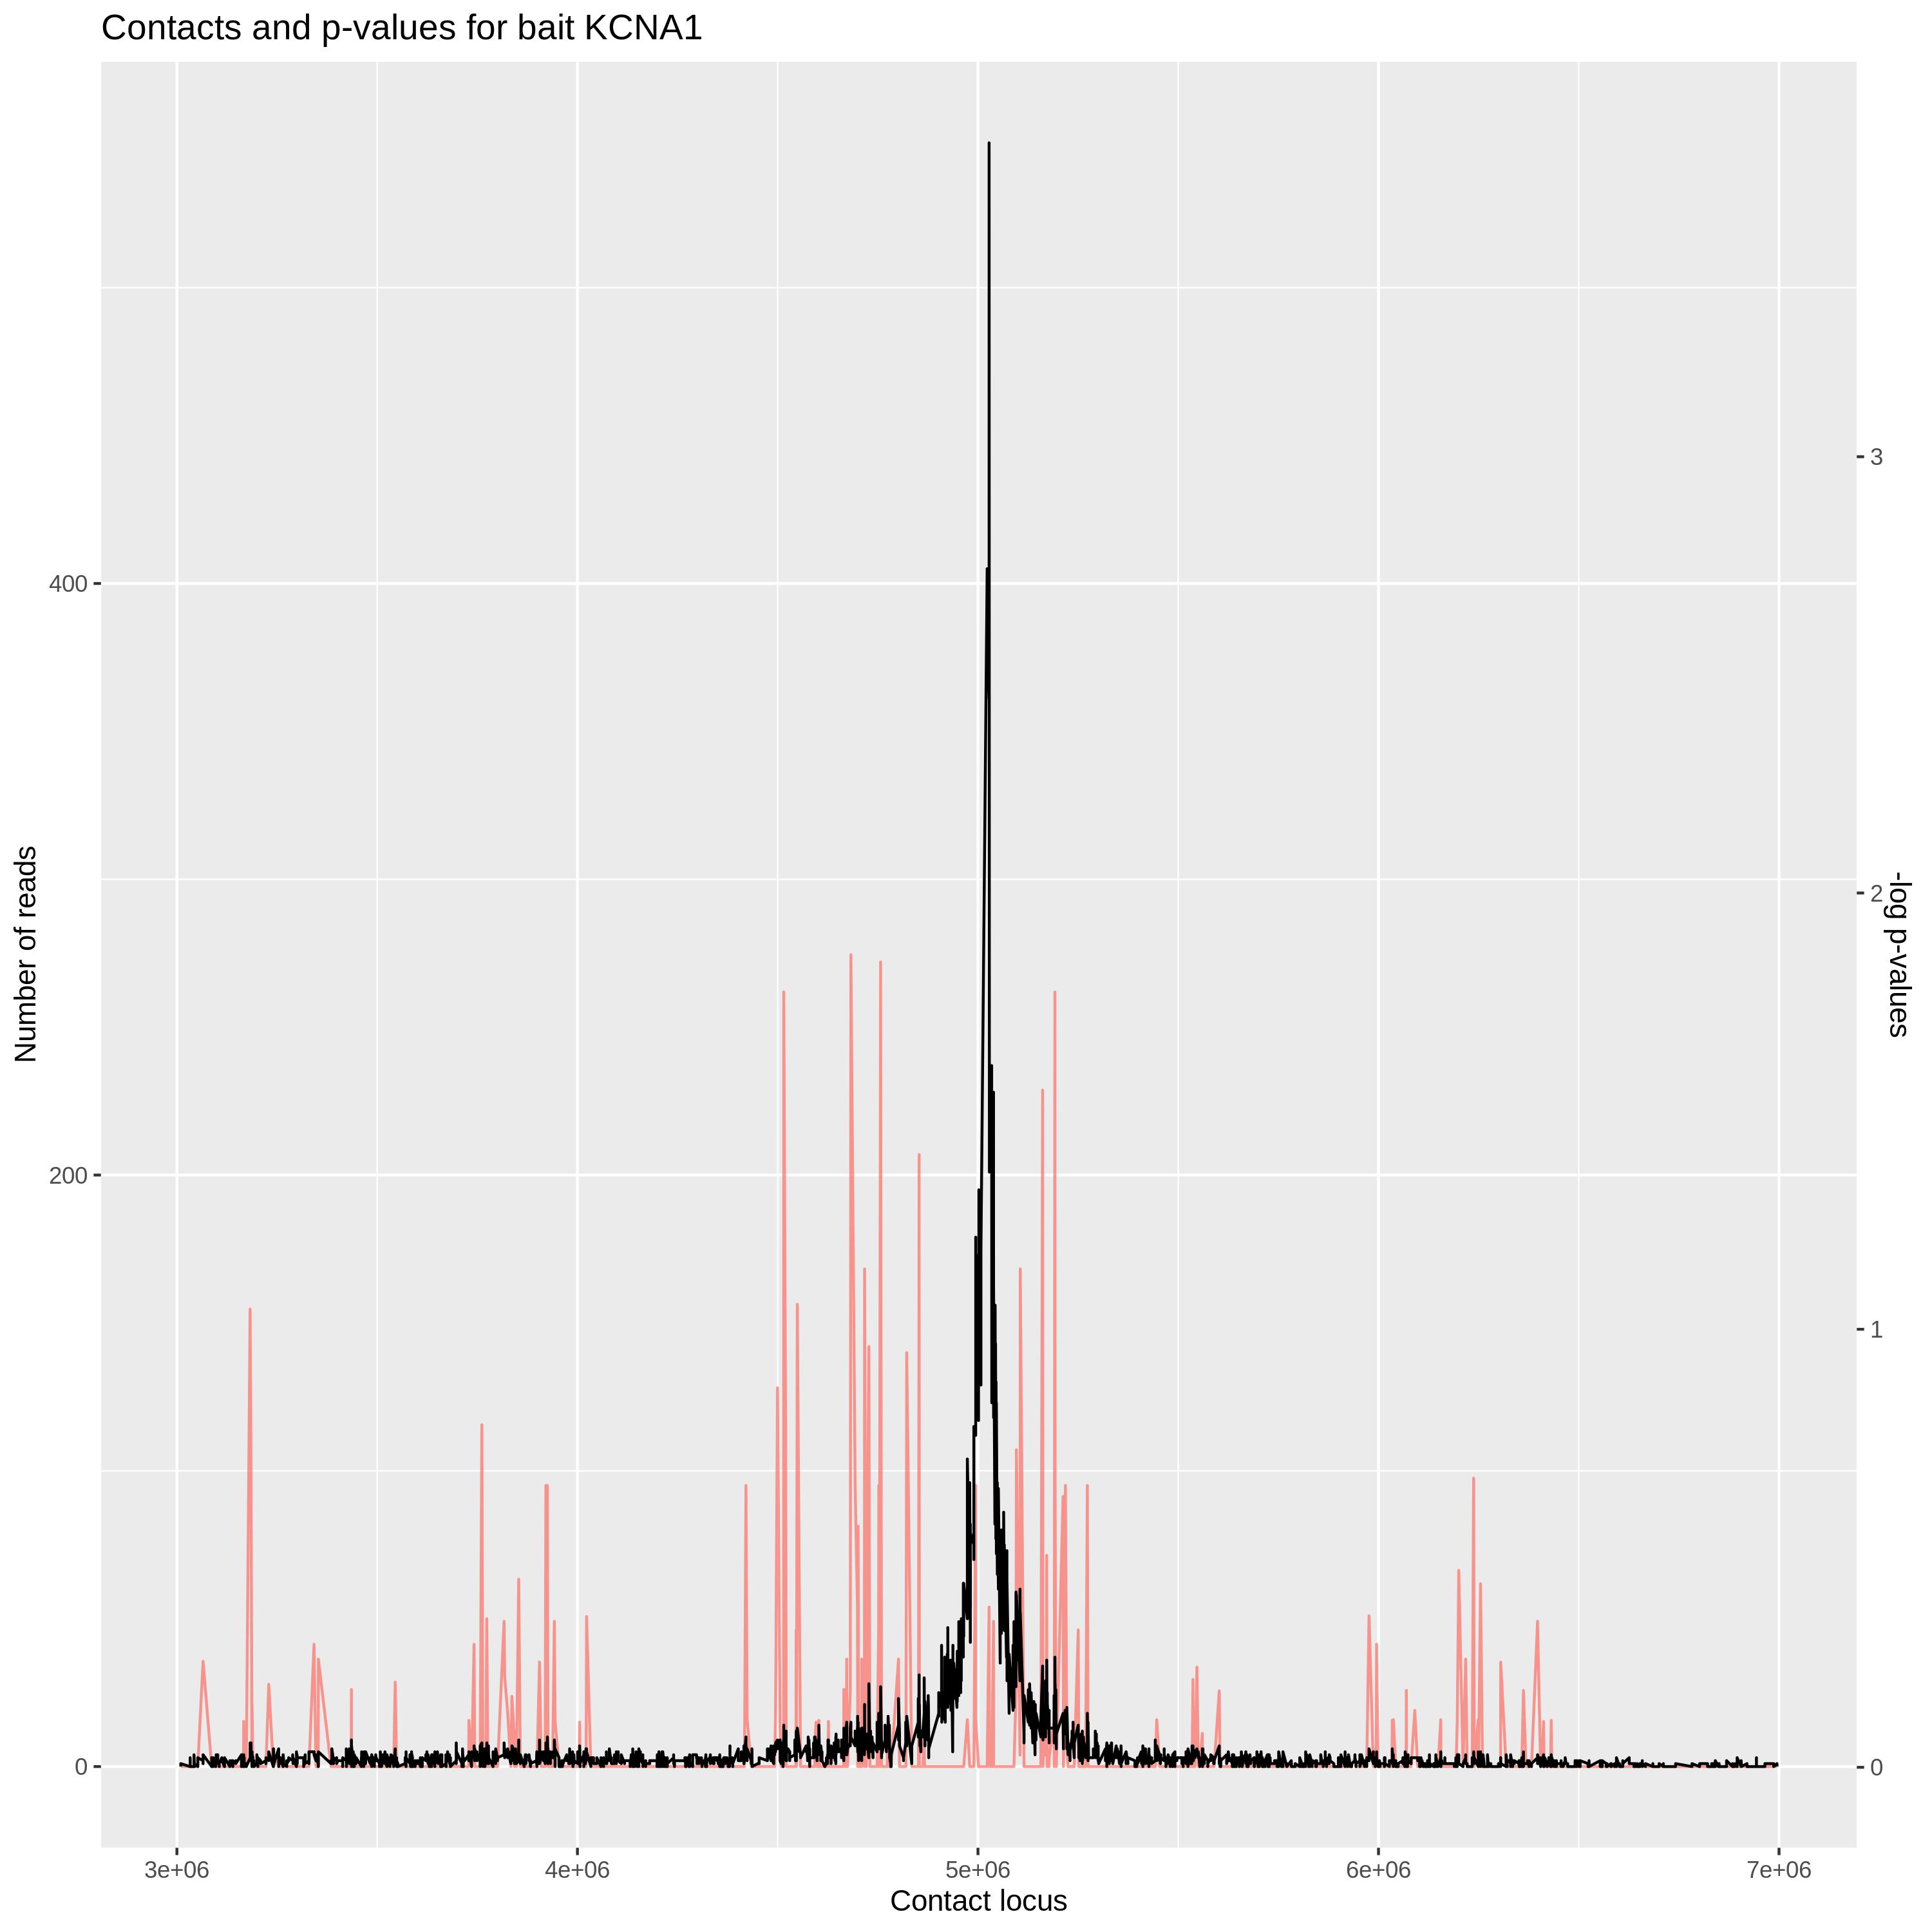 Contacts and p-values for bait KCNA1
Number of reads
400
200
0
3
2
1
0
-log p-values
3e+06
4e+06
5e+06
6e+06
7e+06
Contact locus